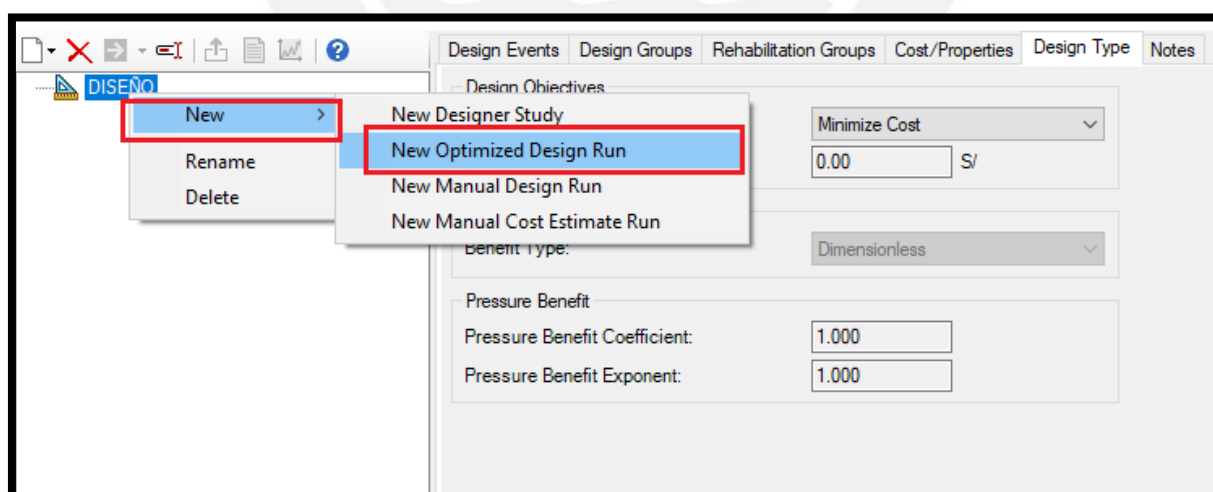 Design Events Design Groups Rehabilitation Groups Cost/Properties Design Type Notes
DISEÑO
Design Objectives
New >
New Designer Study
Minimize Cost
New Optimized Design Run
0.00 S/
Rename
New Manual Design Run
Delete
New Manual Cost Estimate Run
Benefit Type:
Dimensionless
Pressure Benefit
Pressure Benefit Coefficient:
1.000
Pressure Benefit Exponent:
1.000